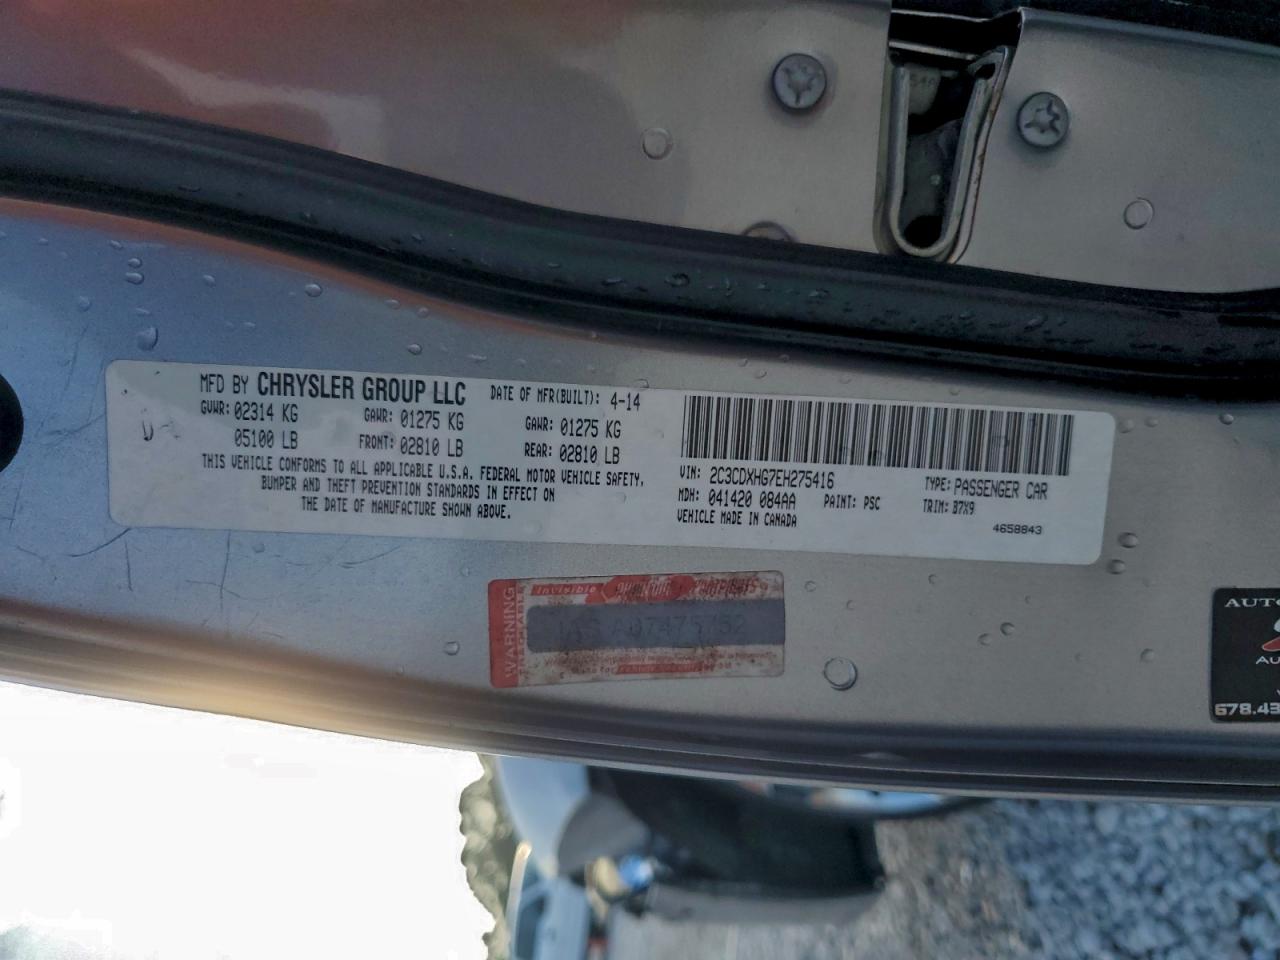 MFD BY CHRYSLER GROUP LLC DATE OF MFR(BUILT): 4-14
GVWR: 02314 KG GAWR: 01275 KG GAWR: 01275 KG
05100 LB FRONT: 02810 LB REAR: 02810 LB
THIS VEHICLE CONFORMS TO ALL APPLICABLE U.S.A. FEDERAL MOTOR VEHICLE SAFETY,
BUMPER AND THEFT PREVENTION STANDARDS IN EFFECT ON
THE DATE OF MANUFACTURE SHOWN ABOVE.
VIN: 2C3CDXHG7EH275416 TYPE: PASSENGER CAR
MDH: 041420 084AA PAINT: PSC TRIM: B7X9
VEHICLE MADE IN CANADA 4658843
WARNING
Invisible
AUTO
AU
678.43